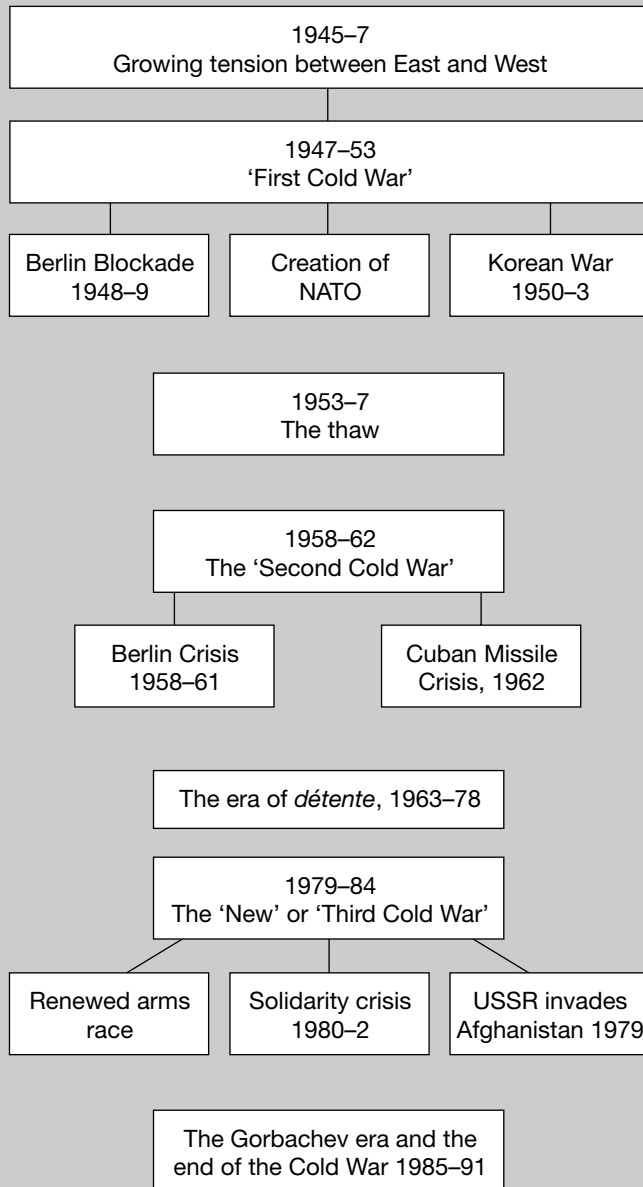 1945–7
Growing tension between East and West
1947–53
‘First Cold War’
Berlin Blockade
1948–9
Creation of
NATO
Korean War
1950–3
1953–7
The thaw
1958–62
The ‘Second Cold War’
Berlin Crisis
1958–61
Cuban Missile
Crisis, 1962
The era of détente, 1963–78
1979–84
The ‘New’ or ‘Third Cold War’
Renewed arms
race
Solidarity crisis
1980–2
USSR invades
Afghanistan 1979
The Gorbachev era and the
end of the Cold War 1985–91